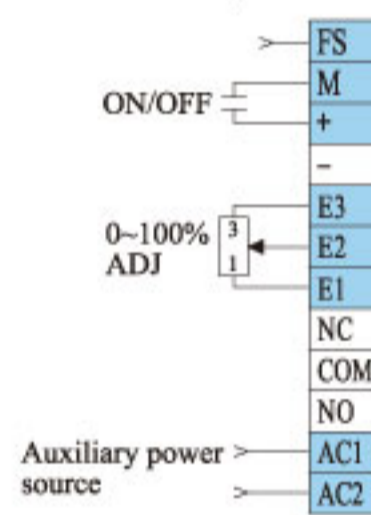 FS
M
ON/OFF
+
−
E3
0~100%
ADJ
3
1
E2
E1
NC
COM
NO
Auxiliary power
source
AC1
AC2